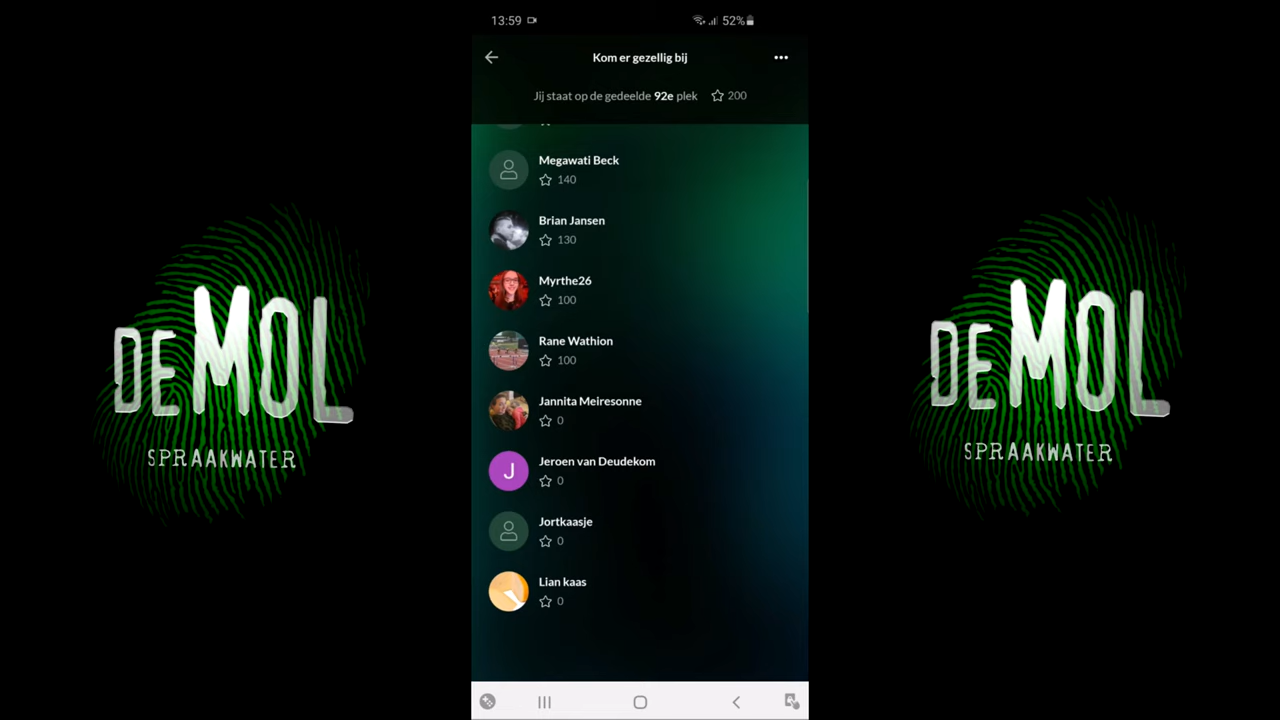 13:59
52%
Kom er gezellig bij
Jij staat op de gedeelde 92e plek 200
Megawati Beck
140
Brian Jansen
130
Myrthe26
100
Rane Wathion
100
Jannita Meiresonne
0
J
Jeroen van Deudekom
0
Jortkaasje
0
Lian kaas
0
DE MOL
SPRAAKWATER
DE MOL
SPRAAKWATER